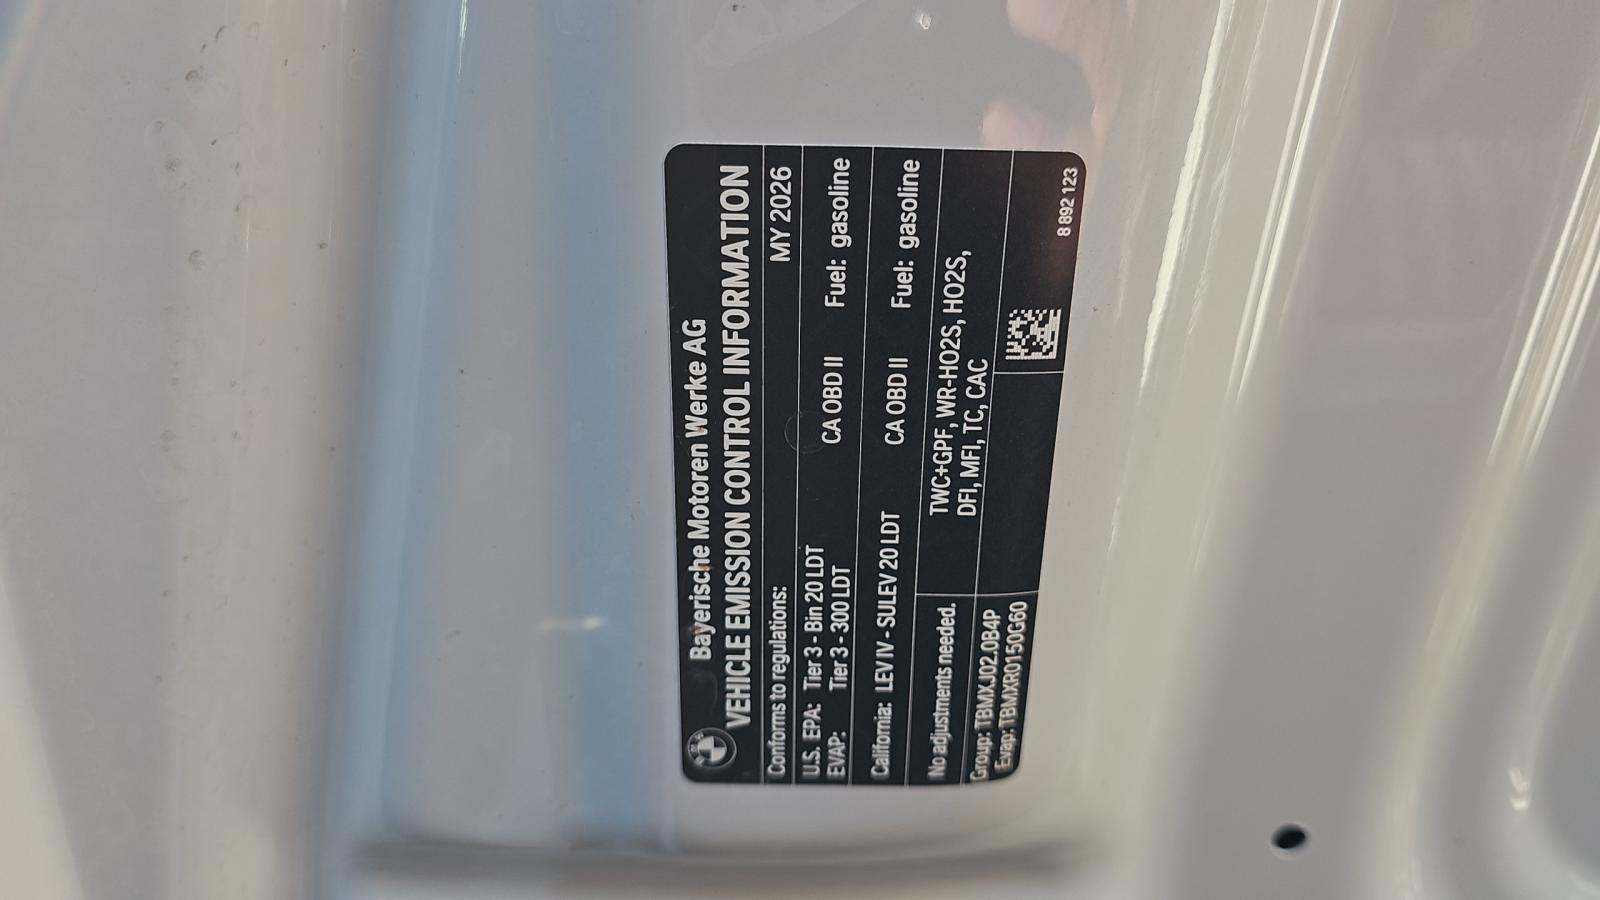 Bayerische Motoren Werke AG
VEHICLE EMISSION CONTROL INFORMATION
Conforms to regulations: MY 2026
U.S. EPA: Tier 3 - Bin 20 LDT CA OBD II Fuel: gasoline
EVAP: Tier 3 - 300 LDT
California: LEV IV - SULEV 20 LDT CA OBD II Fuel: gasoline
No adjustments needed. TWC+GPF, WR-HO2S, HO2S,
DFI, MFI, TC, CAC
Group: TBMXJ02.0B4P
Evap: TBMXR0150G60
8 892 123